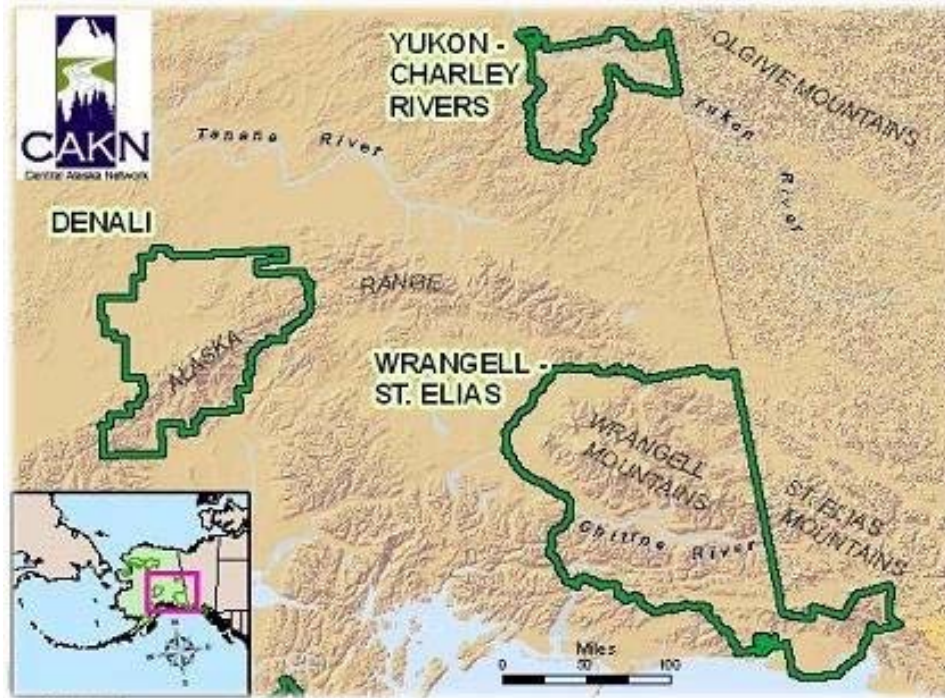 CAKN
Central Alaska Network
YUKON -
CHARLEY
RIVERS
OLGIVIE MOUNTAINS
Yukon River
Tanana River
DENALI
ALASKA RANGE
WRANGELL -
ST. ELIAS
WRANGELL
MOUNTAINS
ST. ELIAS
MOUNTAINS
Chitina River
Miles
0 50 100